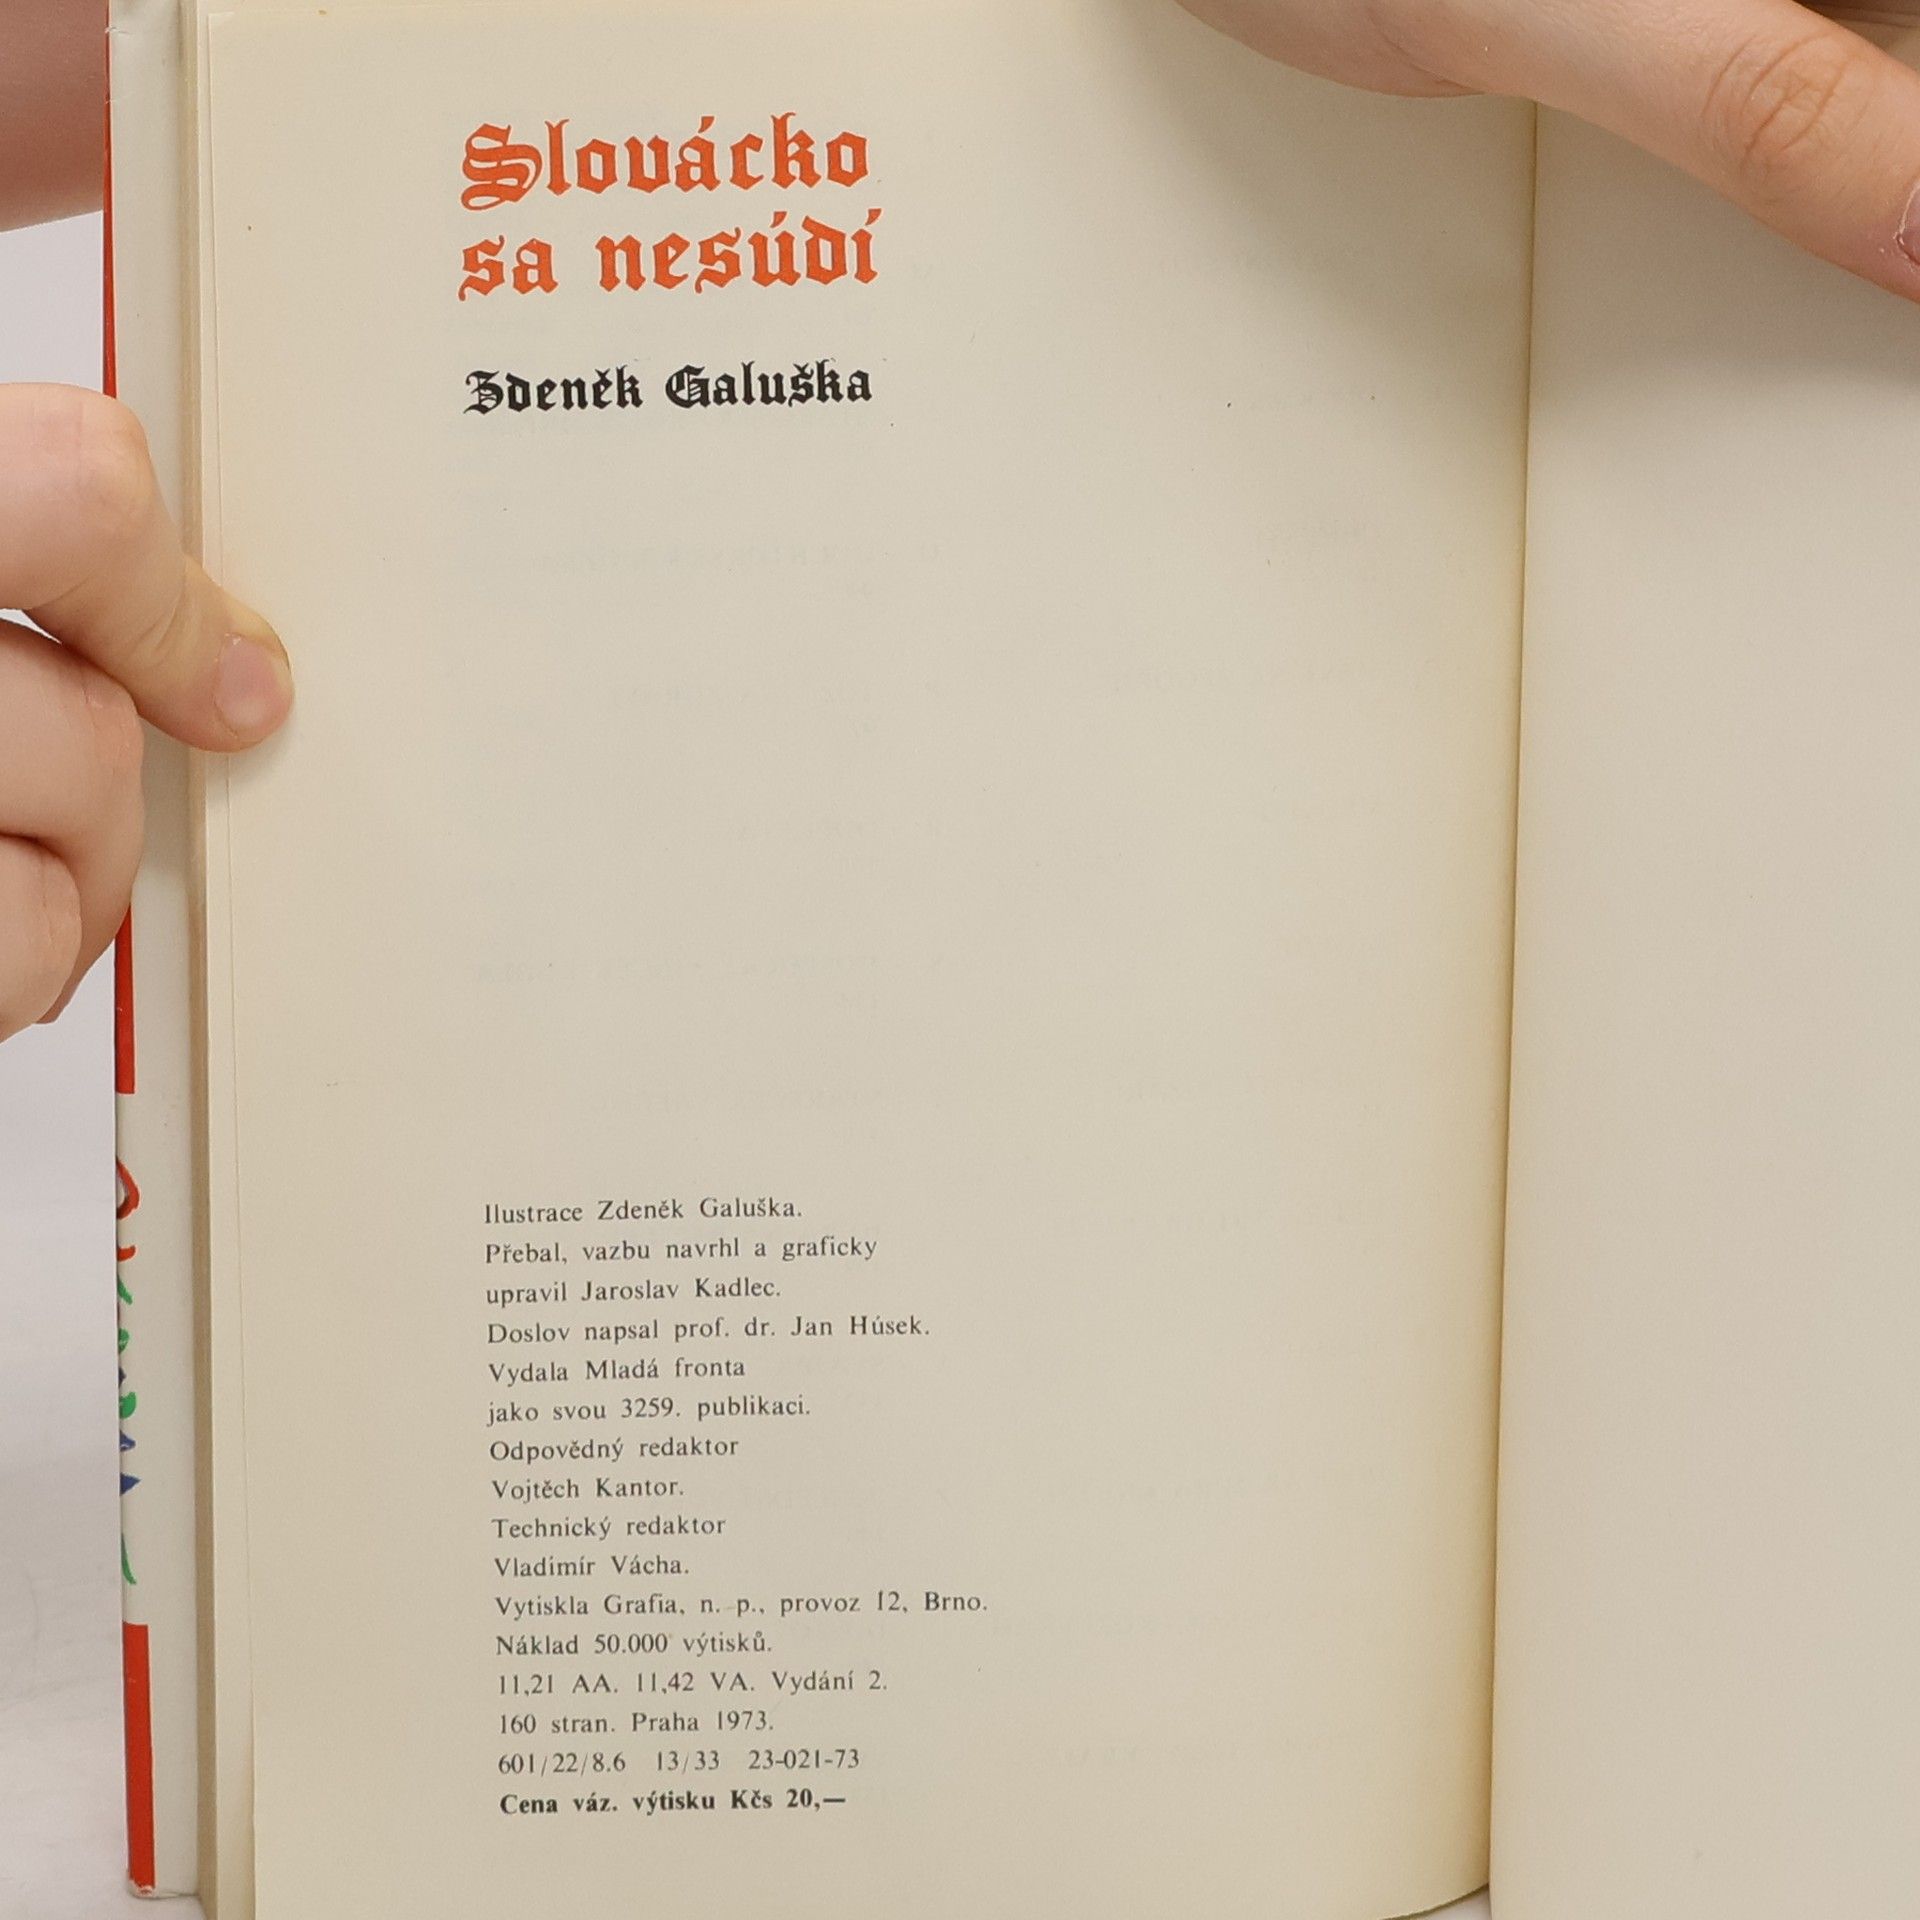 Slovácko
sa nesúdí
Zdeněk Galuška
Ilustrace Zdeněk Galuška.
Přebal, vazbu navrhl a graficky
upravil Jaroslav Kadlec.
Doslov napsal prof. dr. Jan Húsek.
Vydala Mladá fronta
jako svou 3259. publikaci.
Odpovědný redaktor
Vojtěch Kantor.
Technický redaktor
Vladimír Vácha.
Vytiskla Grafia, n. p., provoz 12, Brno.
Náklad 50.000 výtisků.
11,21 AA. 11,42 VA. Vydání 2.
160 stran. Praha 1973.
601/22/8.6 13/33 23-021-73
Cena váz. výtisku Kčs 20,—